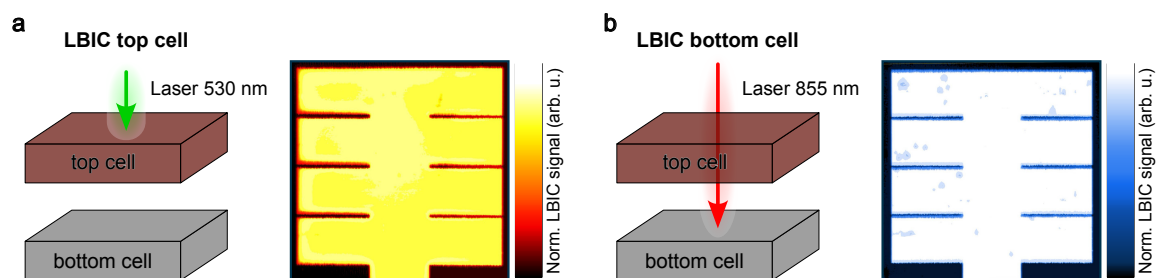 a
LBIC top cell
Laser 530 nm
top cell
bottom cell
Norm. LBIC signal (arb. u.)
b
LBIC bottom cell
Laser 855 nm
top cell
bottom cell
Norm. LBIC signal (arb. u.)